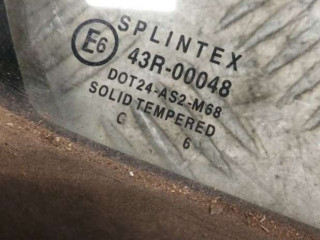 SPLINTEX
E6 43R-00048
DOT24-AS2-M68
SOLID TEMPERED
C 6